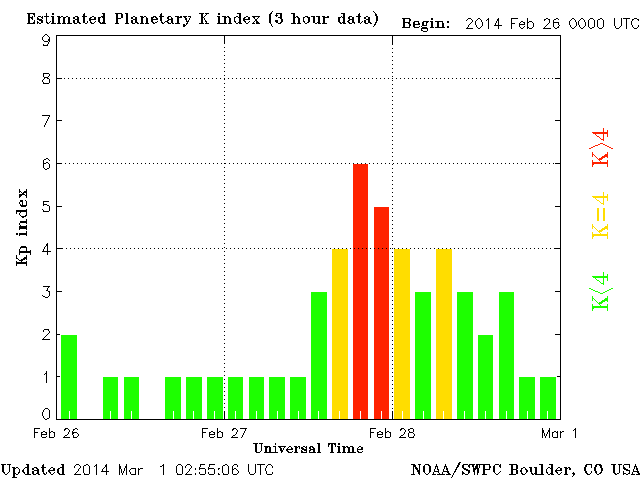 Estimated Planetary K index (3 hour data) Begin: 2014 Feb 26 0000 UTC
9
8
7
6
5
4
3
2
1
0
Kp index
K>4
K=4
K<4
Feb 26 Feb 27 Feb 28 Mar 1
Universal Time
Updated 2014 Mar 1 02:55:06 UTC NOAA/SWPC Boulder, CO USA